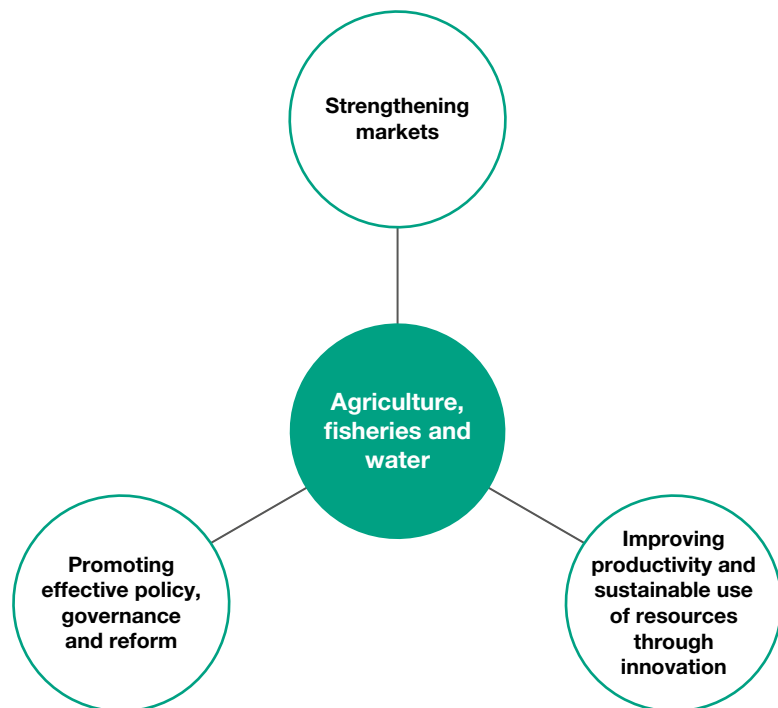 Strengthening
markets
Agriculture,
fisheries and
water
Promoting
effective policy,
governance
and reform
Improving
productivity and
sustainable use
of resources
through
innovation